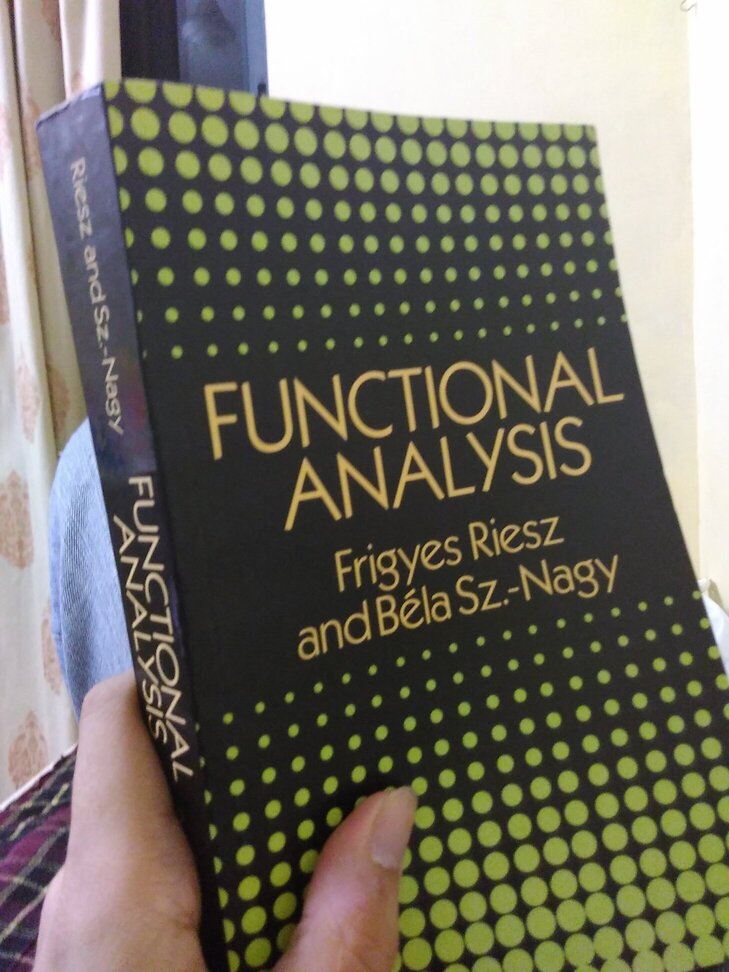 Riesz and Sz.-Nagy
FUNCTIONAL
ANALYSIS
FUNCTIONAL
ANALYSIS
Frigyes Riesz
and Béla Sz.-Nagy